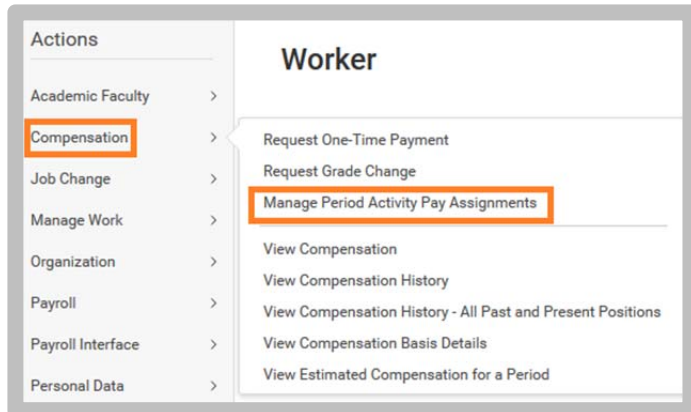 Actions
Academic Faculty
Compensation
Job Change
Manage Work
Organization
Payroll
Payroll Interface
Personal Data
Worker
Request One-Time Payment
Request Grade Change
Manage Period Activity Pay Assignments
View Compensation
View Compensation History
View Compensation History - All Past and Present Positions
View Compensation Basis Details
View Estimated Compensation for a Period